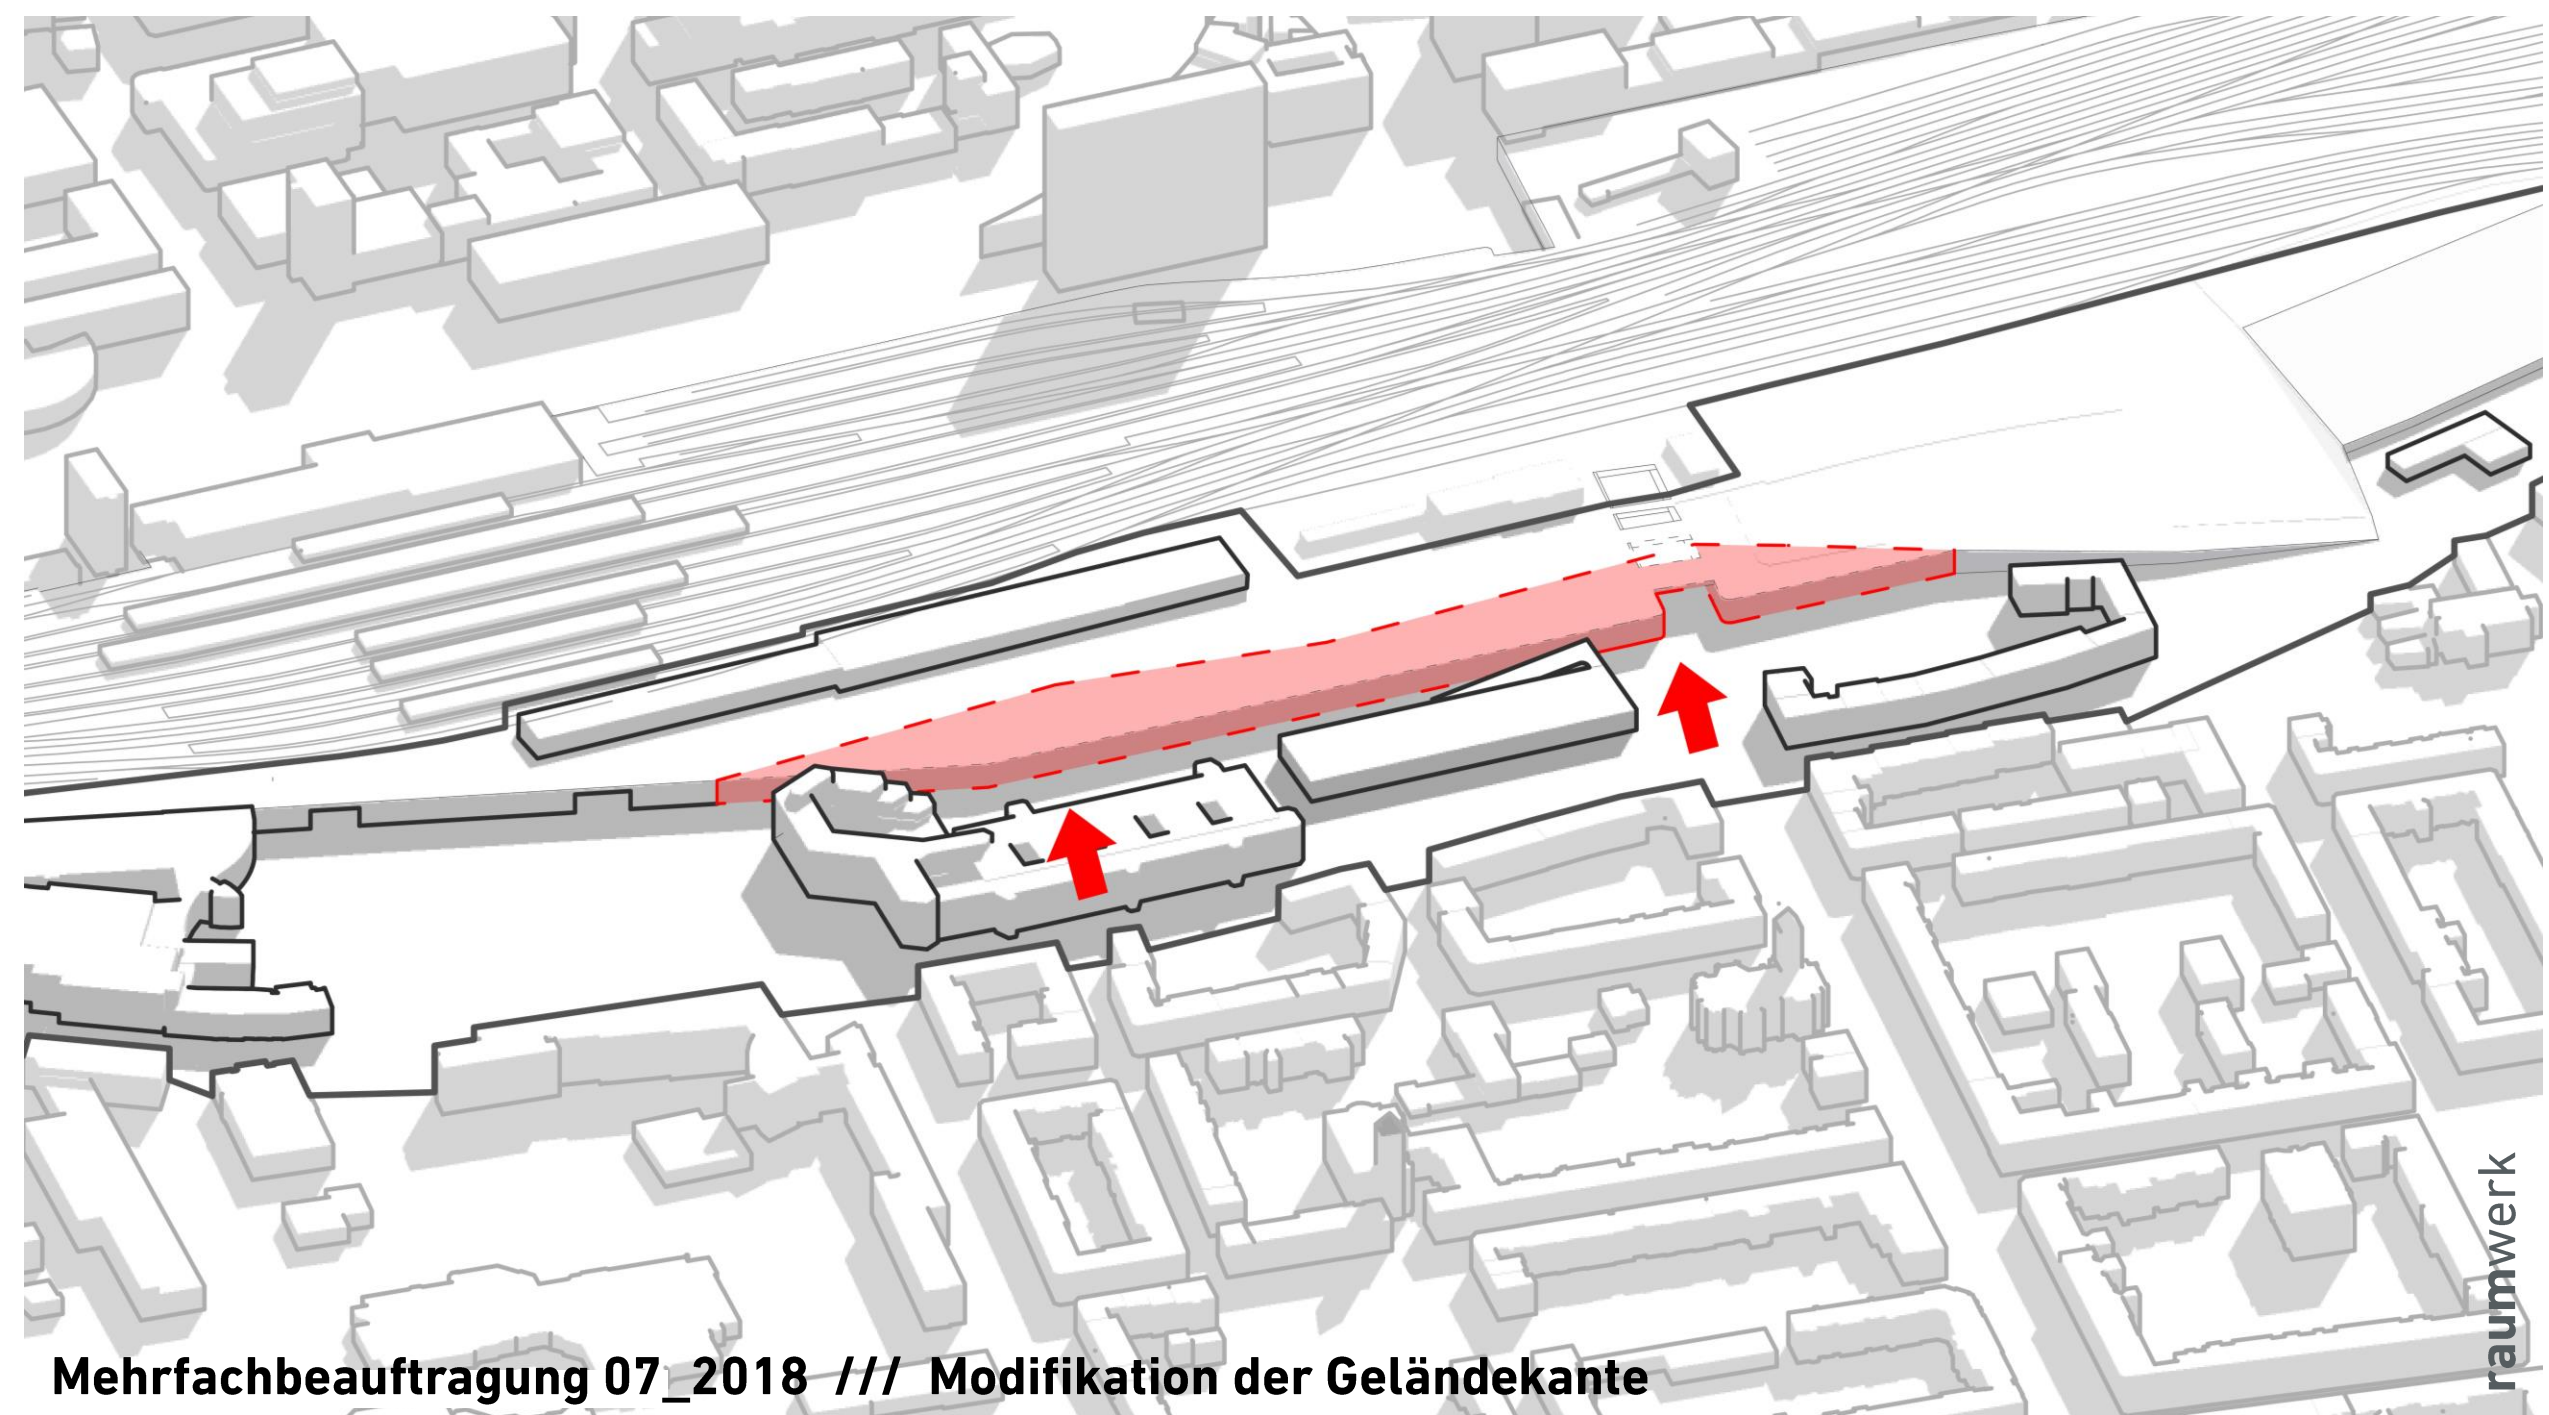 Mehrfachbeauftragung 07_2018 /// Modifikation der Geländekante
raumwerk